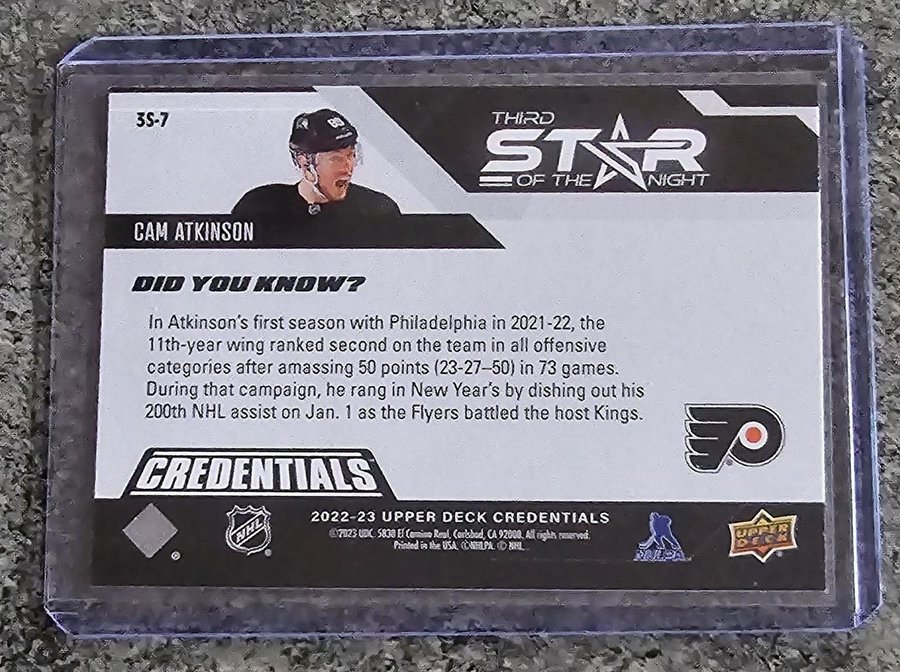 3S-7
THIRD
STAR
OF THE NIGHT
CAM ATKINSON
DID YOU KNOW?
In Atkinson's first season with Philadelphia in 2021-22, the
11th-year wing ranked second on the team in all offensive
categories after amassing 50 points (23-27–50) in 73 games.
During that campaign, he rang in New Year's by dishing out his
200th NHL assist on Jan. 1 as the Flyers battled the host Kings.
CREDENTIALS
NHL
2022-23 UPPER DECK CREDENTIALS
©2023 UDC. 5830 El Camino Real, Carlsbad, CA 92008. All rights reserved.
Printed in the USA. ©NHLPA. © NHL.
NHLPA
UPPER
DECK